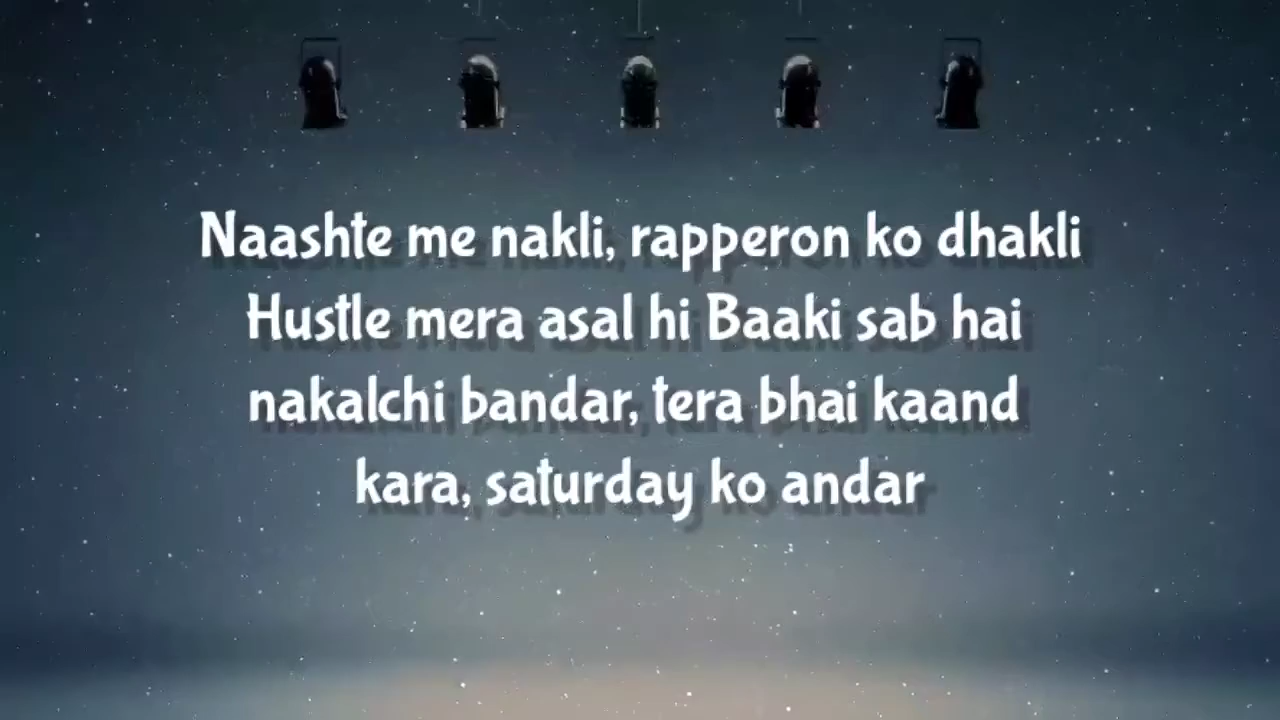 Naashte me nakli, rapperon ko dhakli
Hustle mera asal hi Baaki sab hai
nakalchi bandar, tera bhai kaand
kara, saturday ko andar